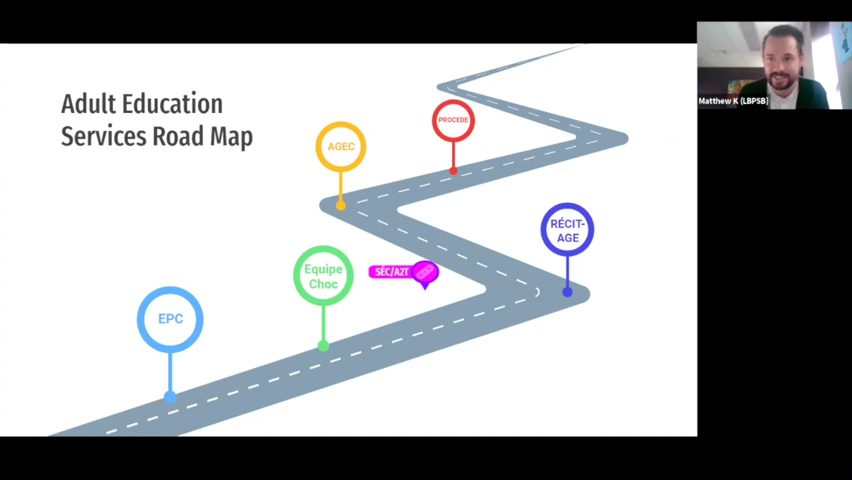 Adult Education
Services Road Map
Matthew K (LBPSB)
PROCEDE
AGEC
RÉCIT-
AGE
Equipe
Choc
SÉC/A2T
EPC